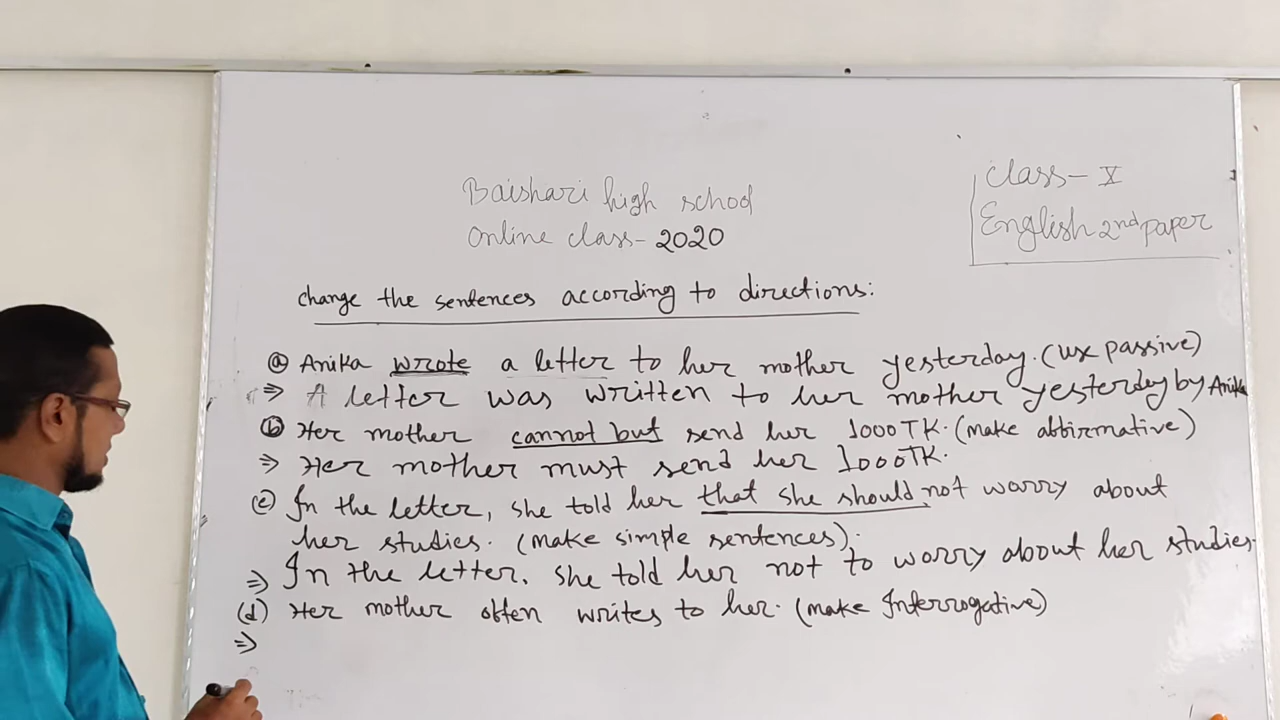 Baishari high school
Online class-2020
class-X
English 2nd paper
change the sentences according to directions:
(a) Anika wrote a letter to her mother yesterday. (use passive)
⇒ A letter was written to her mother yesterday by Anika
(b) Her mother cannot but send her 1000TK. (make affirmative)
⇒ Her mother must send her 1000TK.
(c) In the letter, she told her that she should not worry about
her studies. (make simple sentences).
⇒ In the letter. She told her not to worry about her studies.
(d) Her mother often writes to her. (make Interrogative)
⇒